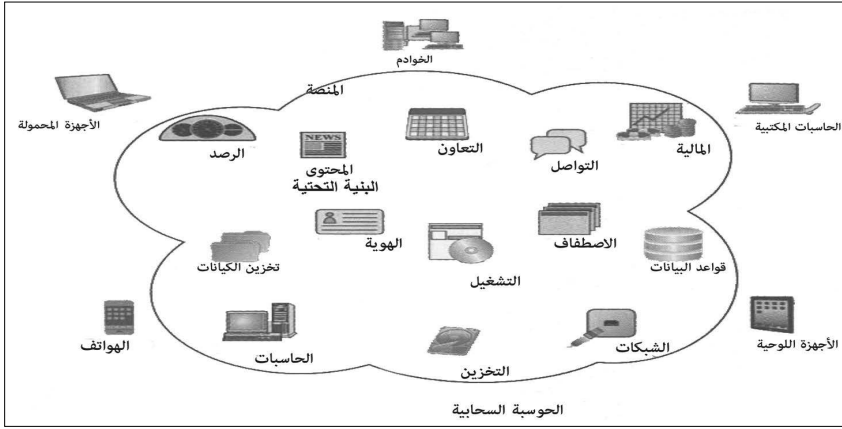 الخوادم
المنصة
الحاسبات المكتبية
الأجهزة المحمولة
المالية
التواصل
التعاون
NEWS
الرصد
المحتوى
البنية التحتية
قواعد البيانات
الاصطفاف
الهوية
تخزين الكيانات
التشغيل
الأجهزة اللوحية
الشبكات
التخزين
الحاسبات
الهواتف
الحوسبة السحابية